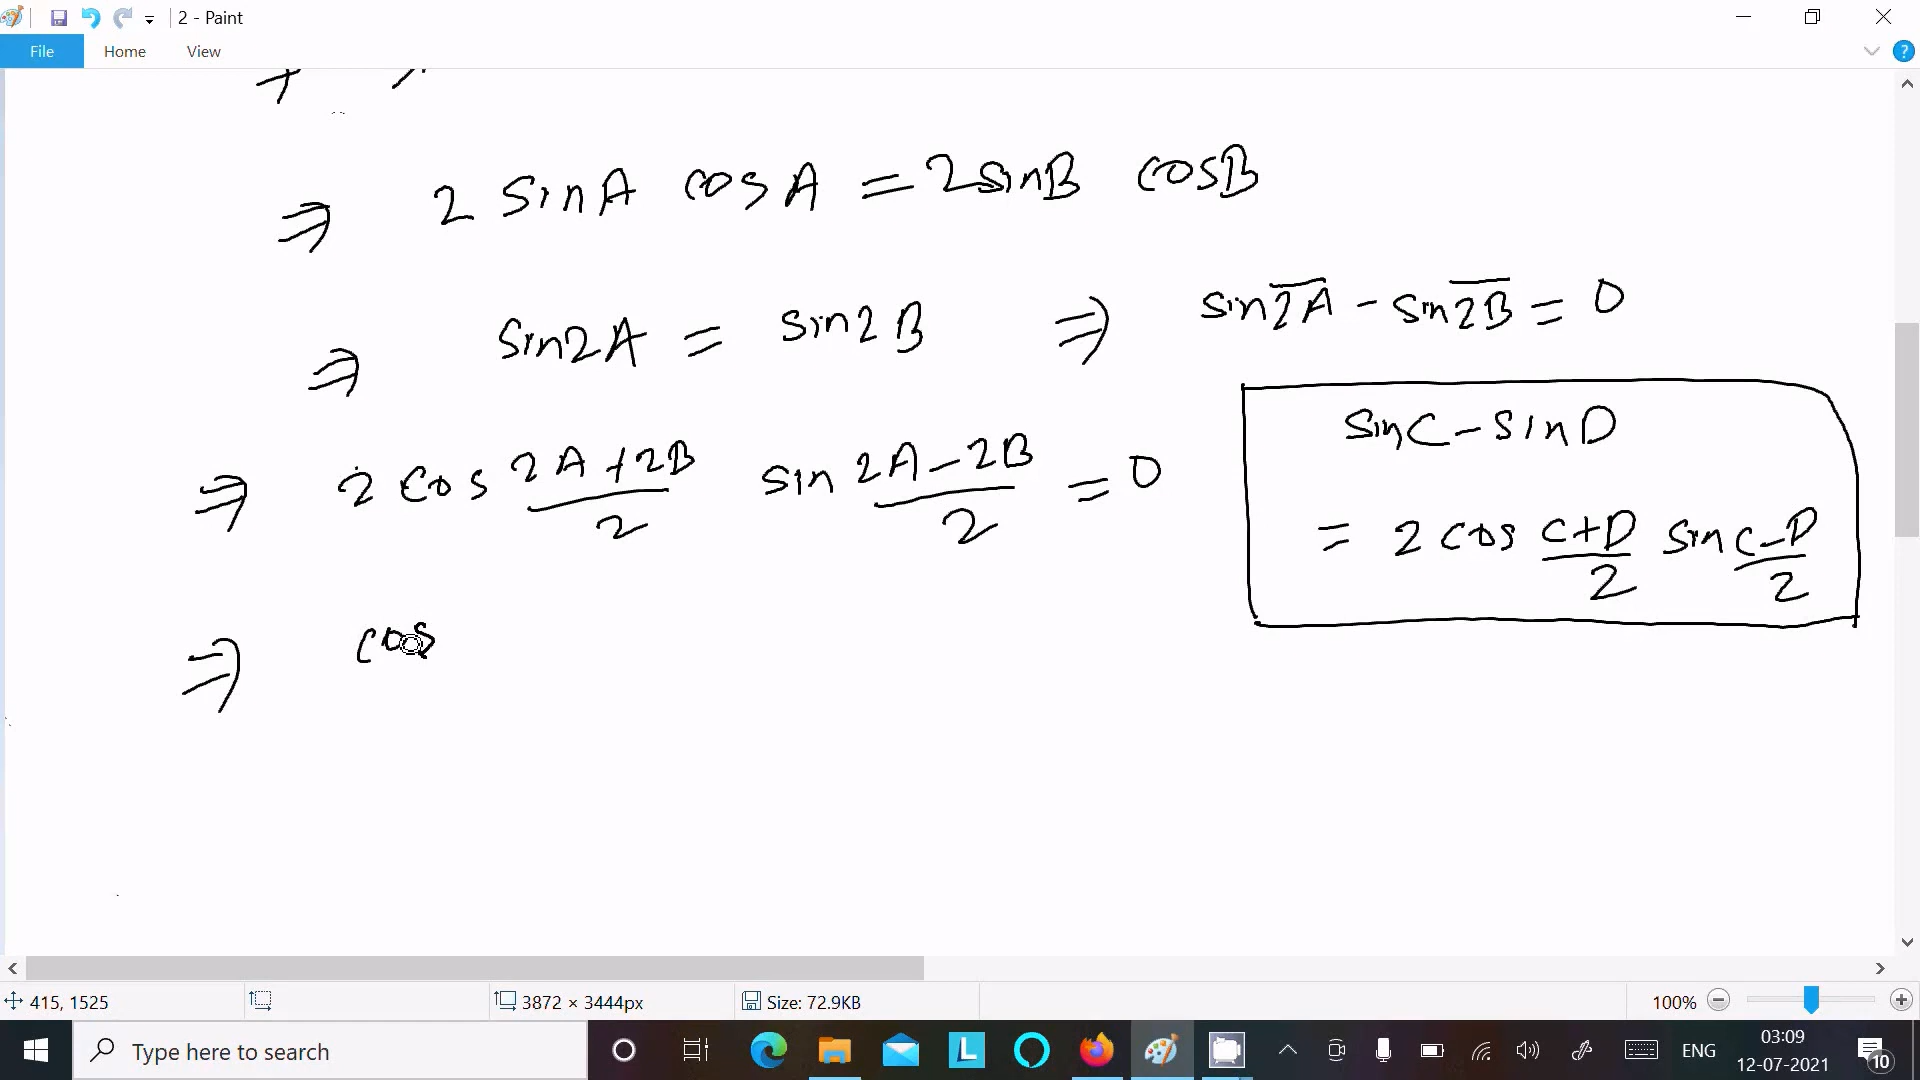 2 - Paint
File Home View
⇒ 2 sinA cosA = 2sinB cosB
⇒ sin2A = sin2B ⇒ sin2A - sin2B = 0
sinC - sinD
⇒ 2 cos (2A+2B)/2 sin (2A-2B)/2 = 0
= 2 cos (C+D)/2 sin (C-D)/2
⇒ cos
415, 1525 3872 × 3444px Size: 72.9KB 100%
Type here to search L ENG 03:09
12-07-2021 10